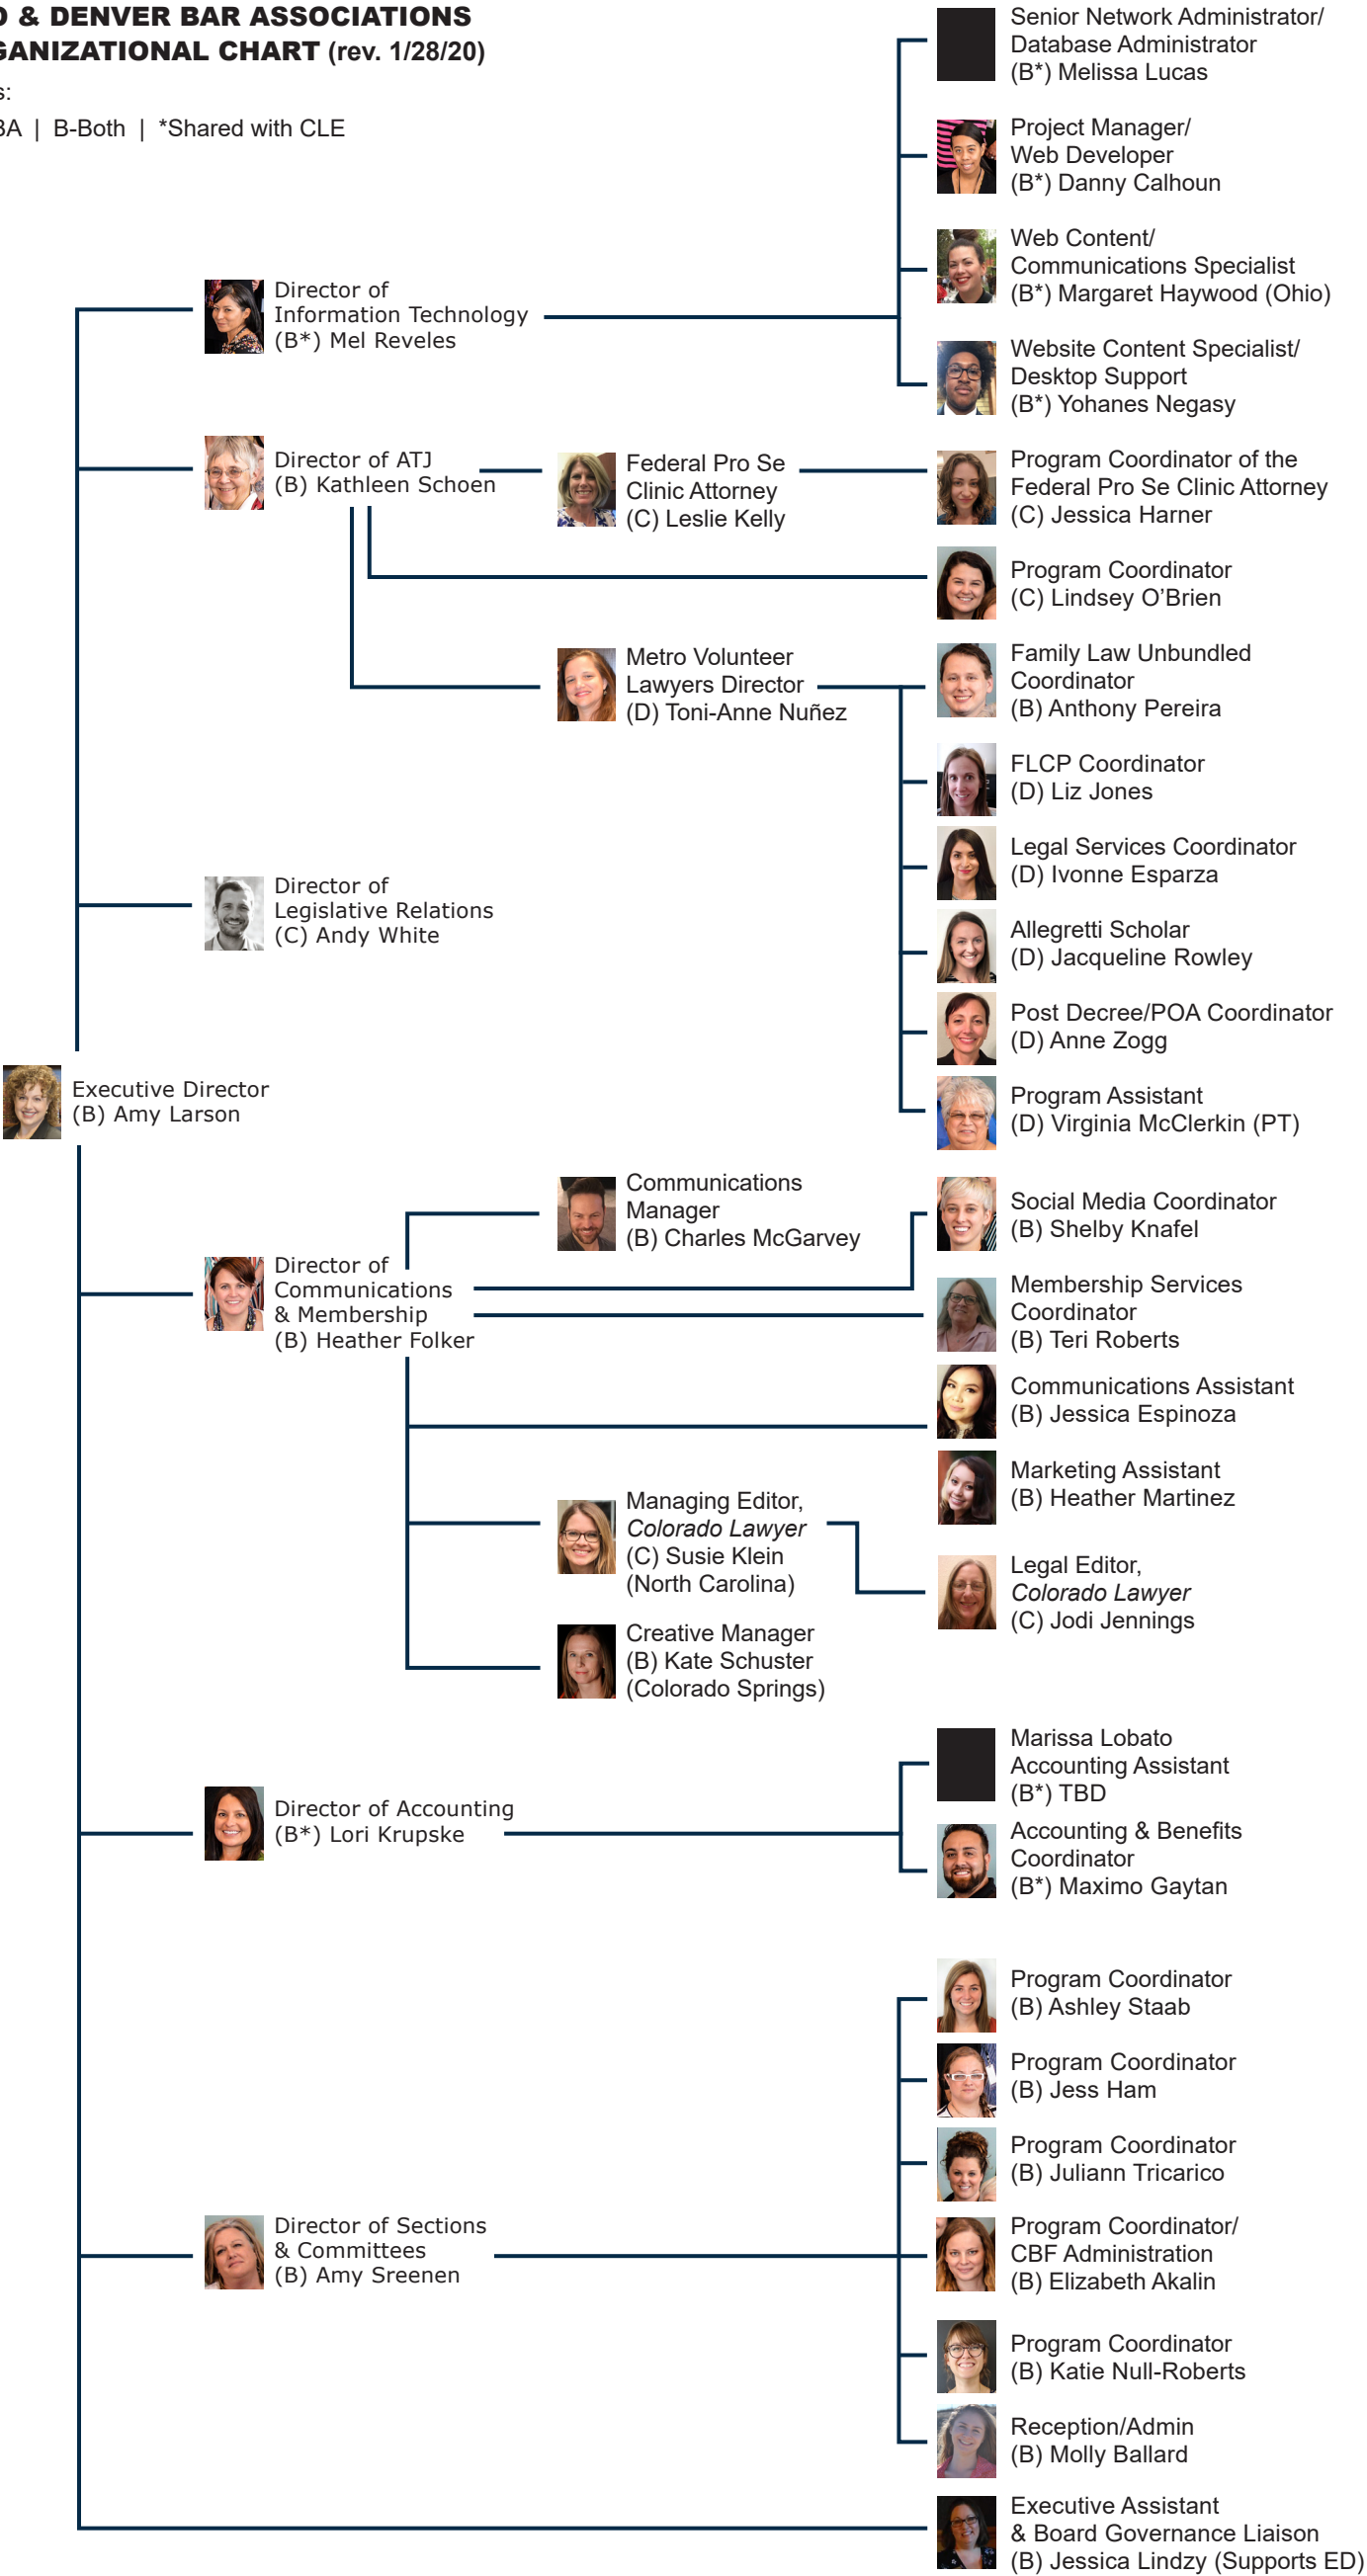 & DENVER BAR ASSOCIATIONS
GANIZATIONAL CHART (rev. 1/28/20)
s:
BA | B-Both | *Shared with CLE
Senior Network Administrator/
Database Administrator
(B*) Melissa Lucas
Project Manager/
Web Developer
(B*) Danny Calhoun
Web Content/
Communications Specialist
(B*) Margaret Haywood (Ohio)
Director of
Information Technology
(B*) Mel Reveles
Website Content Specialist/
Desktop Support
(B*) Yohanes Negasy
Director of ATJ
(B) Kathleen Schoen
Federal Pro Se
Clinic Attorney
(C) Leslie Kelly
Program Coordinator of the
Federal Pro Se Clinic Attorney
(C) Jessica Harner
Program Coordinator
(C) Lindsey O’Brien
Metro Volunteer
Lawyers Director
(D) Toni-Anne Nuñez
Family Law Unbundled
Coordinator
(B) Anthony Pereira
FLCP Coordinator
(D) Liz Jones
Legal Services Coordinator
(D) Ivonne Esparza
Director of
Legislative Relations
(C) Andy White
Allegretti Scholar
(D) Jacqueline Rowley
Post Decree/POA Coordinator
(D) Anne Zogg
Executive Director
(B) Amy Larson
Program Assistant
(D) Virginia McClerkin (PT)
Communications
Manager
(B) Charles McGarvey
Social Media Coordinator
(B) Shelby Knafel
Director of
Communications
& Membership
(B) Heather Folker
Membership Services
Coordinator
(B) Teri Roberts
Communications Assistant
(B) Jessica Espinoza
Marketing Assistant
(B) Heather Martinez
Managing Editor,
Colorado Lawyer
(C) Susie Klein
(North Carolina)
Legal Editor,
Colorado Lawyer
(C) Jodi Jennings
Creative Manager
(B) Kate Schuster
(Colorado Springs)
Marissa Lobato
Accounting Assistant
(B*) TBD
Director of Accounting
(B*) Lori Krupske
Accounting & Benefits
Coordinator
(B*) Maximo Gaytan
Program Coordinator
(B) Ashley Staab
Program Coordinator
(B) Jess Ham
Program Coordinator
(B) Juliann Tricarico
Director of Sections
& Committees
(B) Amy Sreenen
Program Coordinator/
CBF Administration
(B) Elizabeth Akalin
Program Coordinator
(B) Katie Null-Roberts
Reception/Admin
(B) Molly Ballard
Executive Assistant
& Board Governance Liaison
(B) Jessica Lindzy (Supports ED)